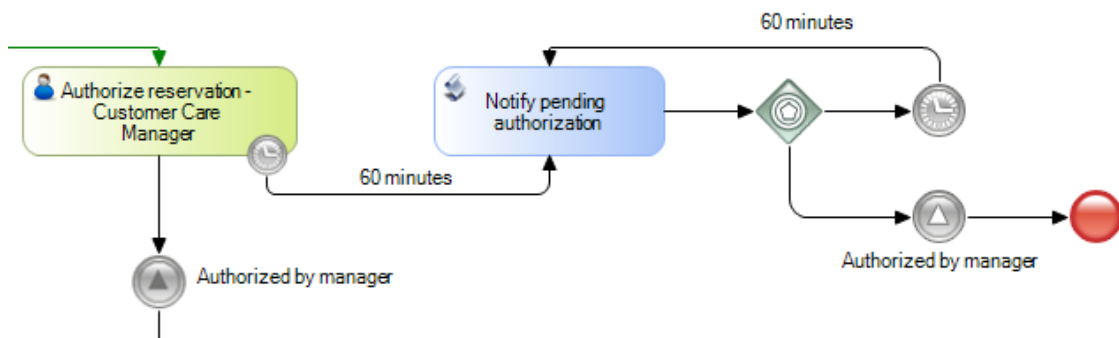 60 minutes
Authorize reservation -
Customer Care
Manager
Notify pending
authorization
60 minutes
Authorized by manager
Authorized by manager